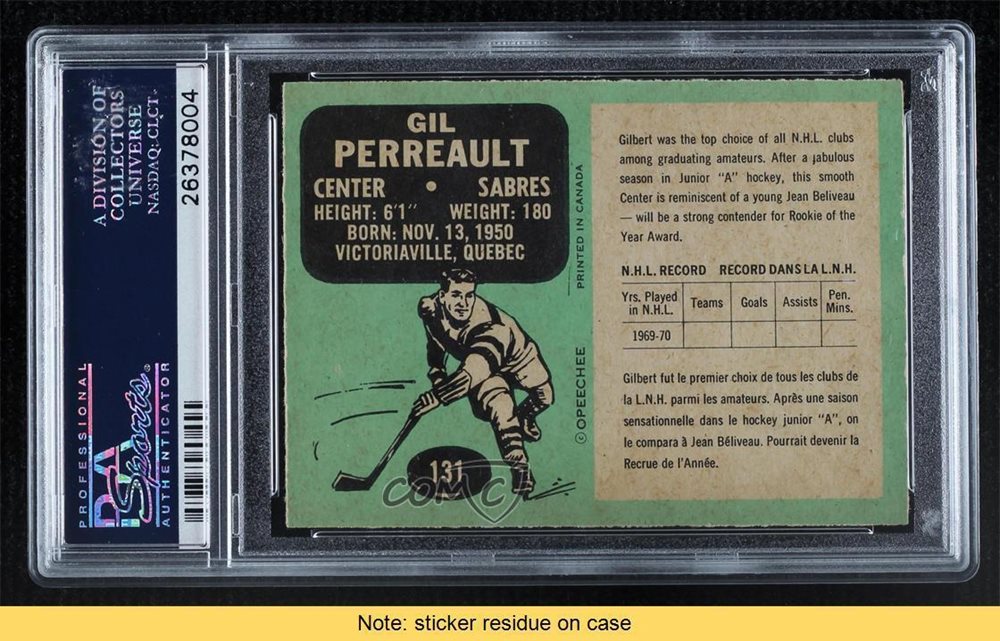 A DIVISION OF
COLLECTORS
UNIVERSE
NASDAQ: CLCT
26378004
PROFESSIONAL
PSA
Sports®
AUTHENTICATOR
GIL
PERREAULT
CENTER • SABRES
HEIGHT: 6'1" WEIGHT: 180
BORN: NOV. 13, 1950
VICTORIAVILLE, QUEBEC
PRINTED IN CANADA
©OPEECHEE
131
COMC
Gilbert was the top choice of all N.H.L. clubs
among graduating amateurs. After a jabulous
season in Junior "A" hockey, this smooth
Center is reminiscent of a young Jean Beliveau
— will be a strong contender for Rookie of the
Year Award.
N.H.L. RECORD RECORD DANS LA L.N.H.
Yrs. Played
in N.H.L. Teams Goals Assists Pen.
Mins.
1969-70
Gilbert fut le premier choix de tous les clubs de
la L.N.H. parmi les amateurs. Après une saison
sensationnelle dans le hockey junior "A", on
le compara à Jean Béliveau. Pourrait devenir la
Recrue de l'Année.
Note: sticker residue on case